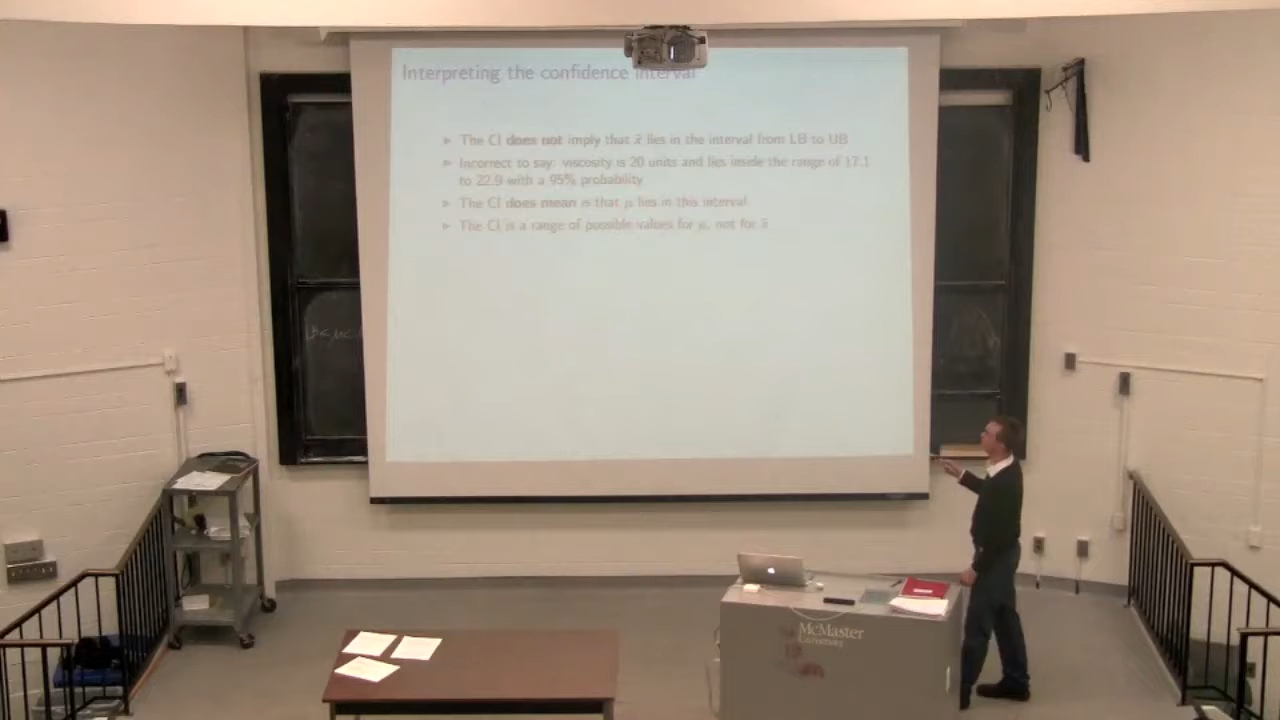 Interpreting the confidence interval
▸ The CI does not imply that x̄ lies in the interval from LB to UB
▸ Incorrect to say: viscosity is 20 units and lies inside the range of 17.1
to 22.9 with a 95% probability
▸ The CI does mean is that μ lies in this interval
▸ The CI is a range of possible values for μ, not for x̄
McMaster
University